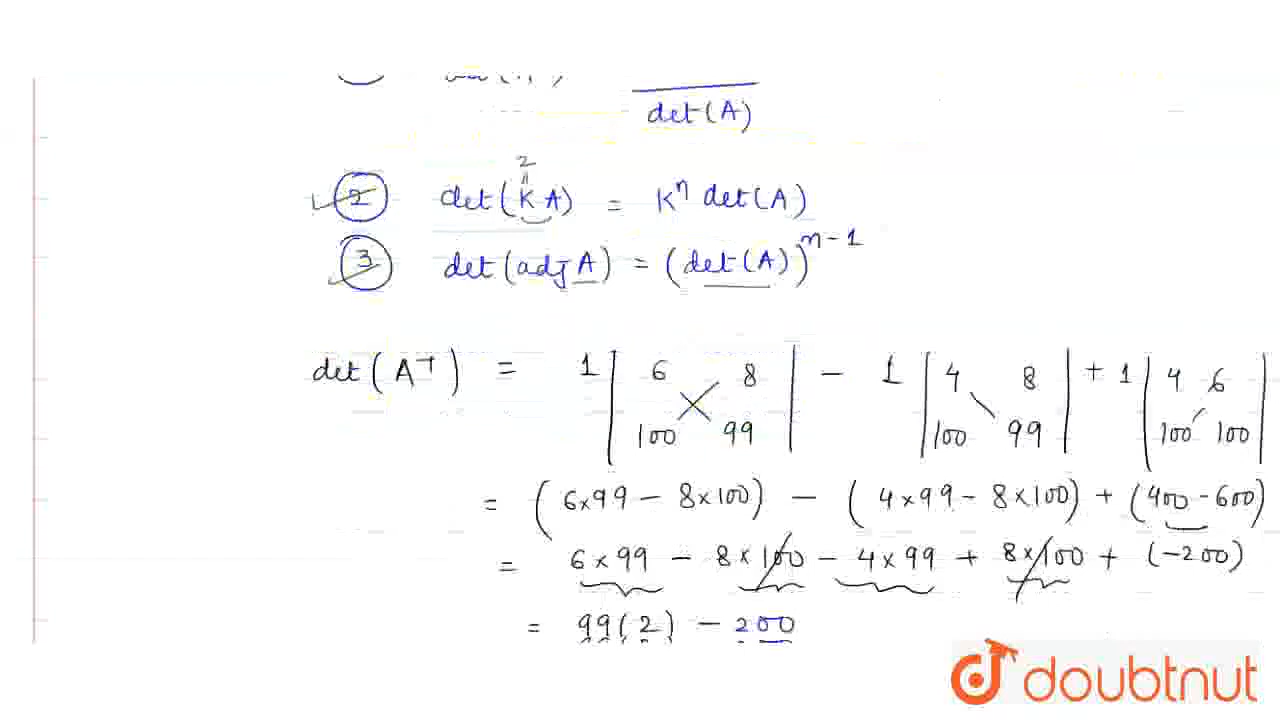 det(A)
2
2 det(KA) = Kⁿ det(A)
3 det(adj A) = (det(A))ⁿ⁻¹
det(A⁺) = 1 | 6 8 | - 1 | 4 8 | + 1 | 4 6 |
100 99 100 99 100 100
= (6×99 - 8×100) - (4×99 - 8×100) + (400 - 600)
= 6×99 - 8×100 - 4×99 + 8×100 + (-200)
= 99(2) - 200
doubtnut